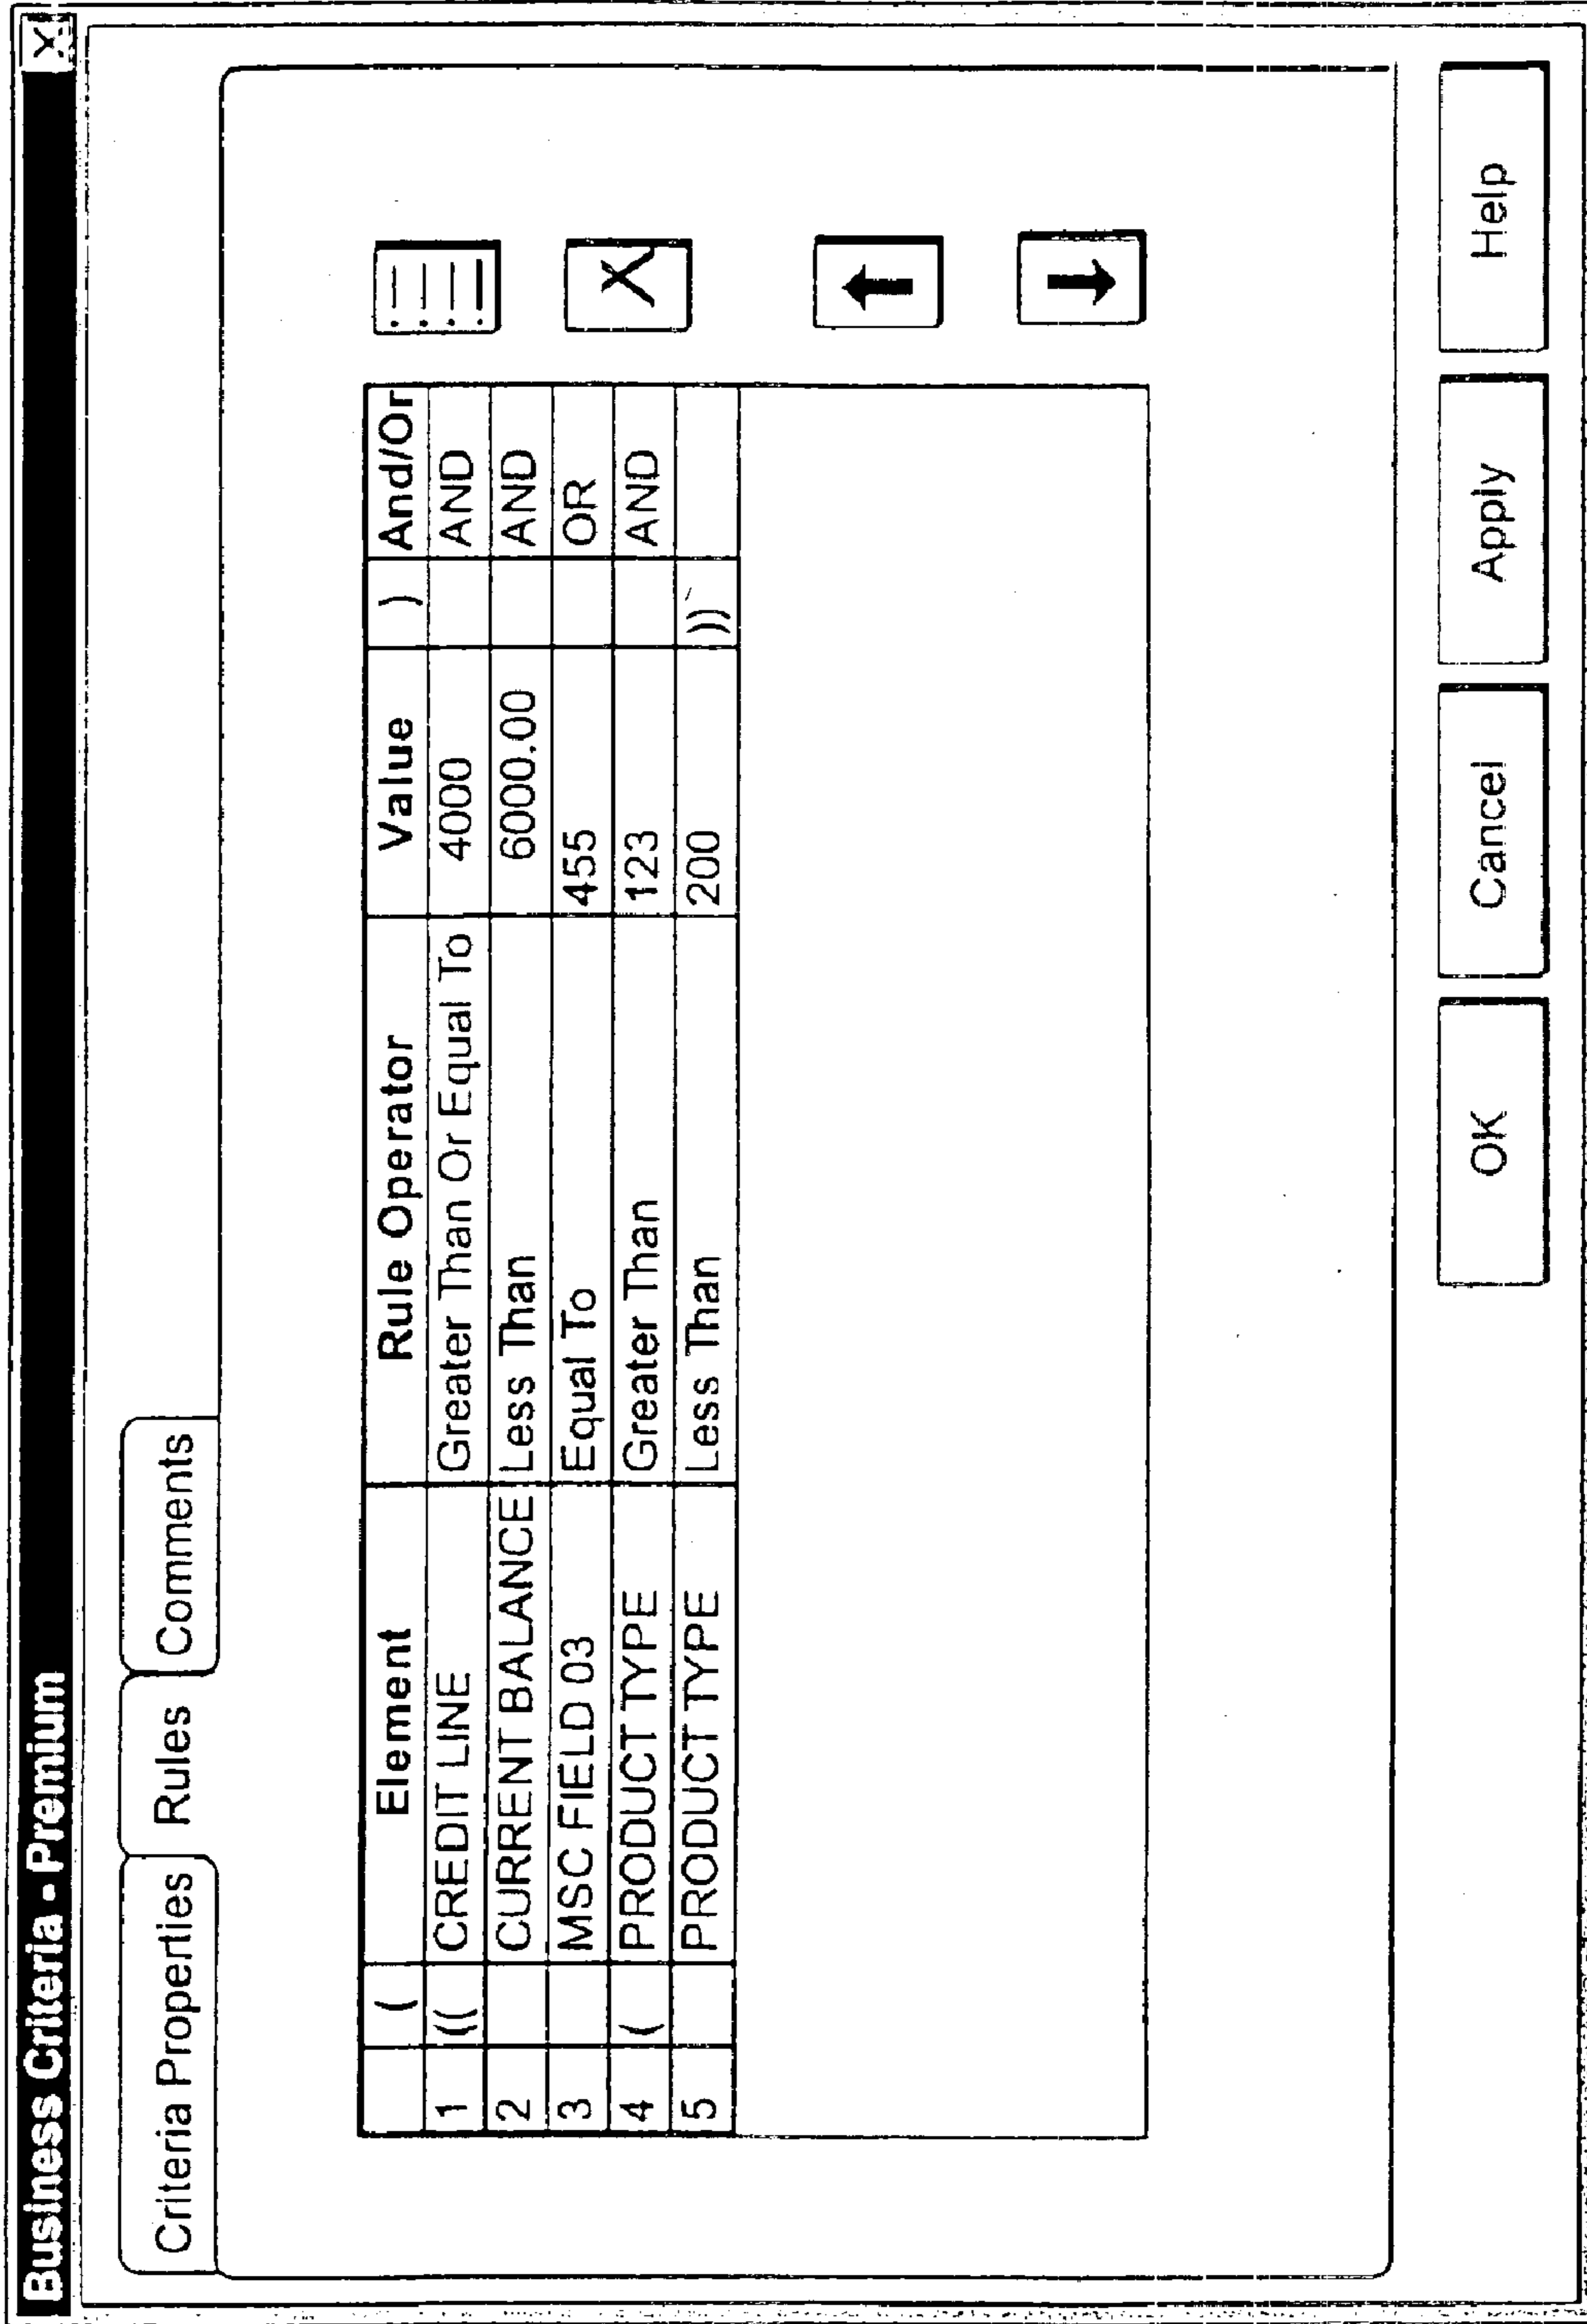 Business Criteria - Premium X
Criteria Properties Rules Comments
( Element Rule Operator Value ) And/Or
1 (( CREDIT LINE Greater Than Or Equal To 4000 AND
2 CURRENT BALANCE Less Than 6000.00 AND
3 MSC FIELD 03 Equal To 455 OR
4 ( PRODUCT TYPE Greater Than 123 AND
5 PRODUCT TYPE Less Than 200 ))
X
OK Cancel Apply Help